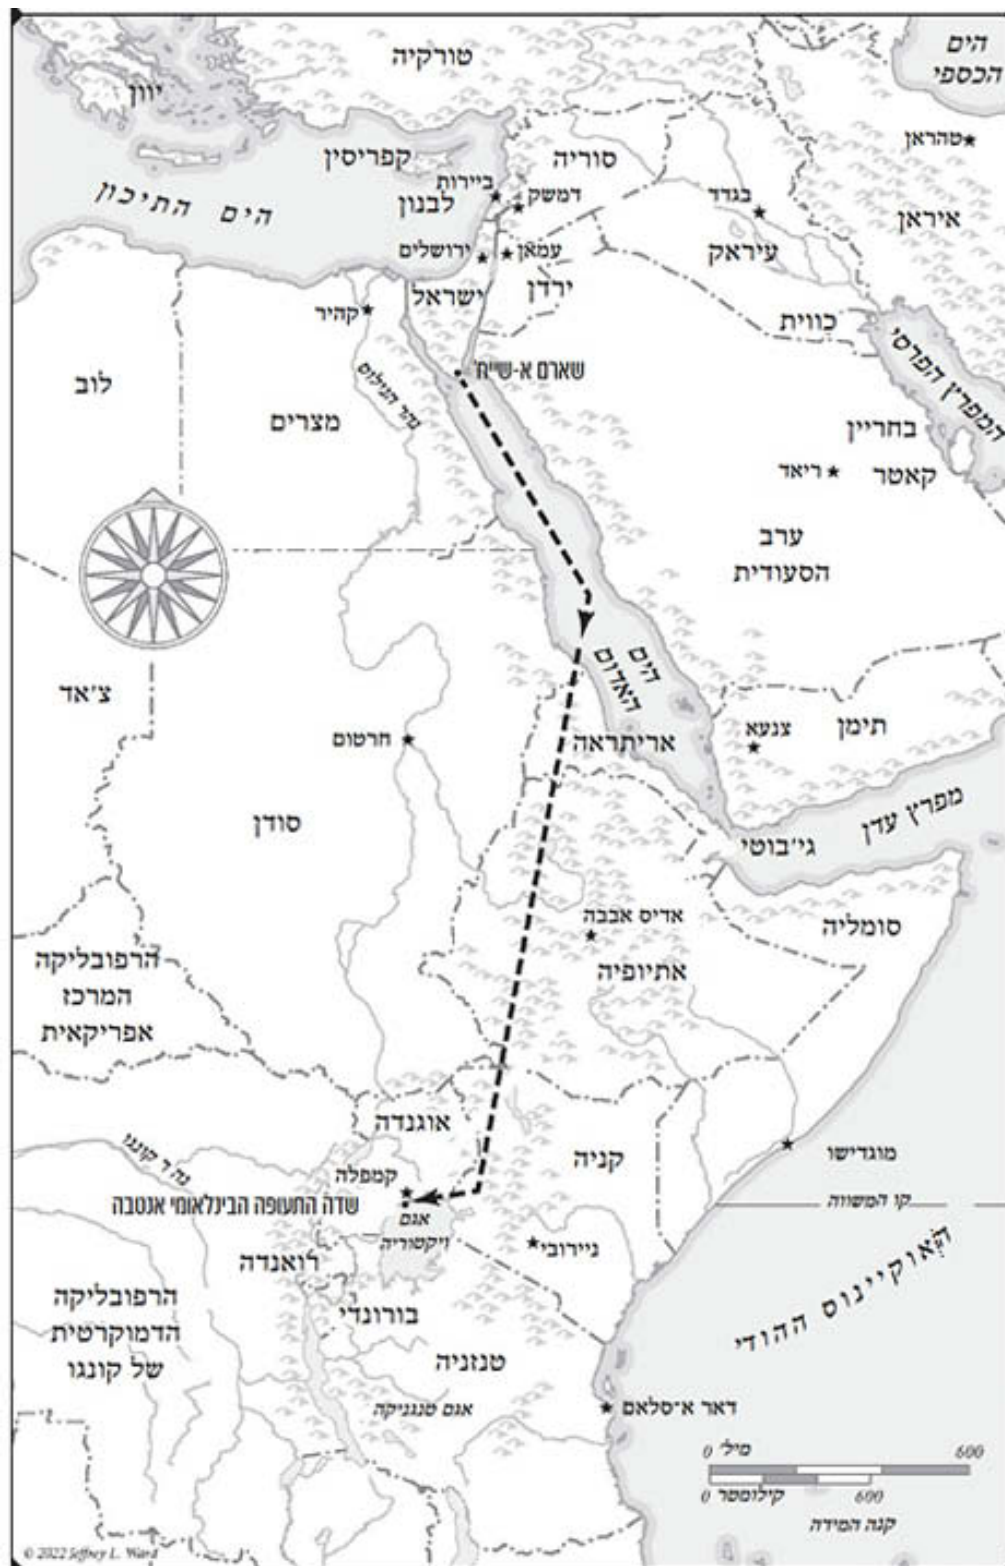 הים
הכספי
טורקיה
יוון
טהראן
קפריסין
סוריה
ביירות
דמשק
בגדד
לבנון
הים התיכון
איראן
עיראק
ירושלים
עמאן
ירדן
ישראל
קהיר
כווית
המפרץ הפרסי
שארם א-שייח'
נהר הנילוס
לוב
מצרים
בחריין
קאטר
ריאד
ערב
הסעודית
הים
האדום
צ'אד
תימן
צנעא
חרטום
אריתראה
מפרץ עדן
סודן
ג'יבוטי
אדיס אבבה
סומליה
אתיופיה
הרפובליקה
המרכז
אפריקאית
אוגנדה
נהר קונגו
קניה
מוגדישו
קמפלה
שדה התעופה הבינלאומי אנטבה
קו המשווה
אגם
ויקטוריה
ניירובי
רואנדה
האוקיינוס ההודי
הרפובליקה
הדמוקרטית
של קונגו
בורונדי
טנזניה
אגם טנגניקה
דאר א-סלאם
0 מיל' 600
0 קילומטר 600
קנה המידה
© 2022 Jeffrey L. Ward